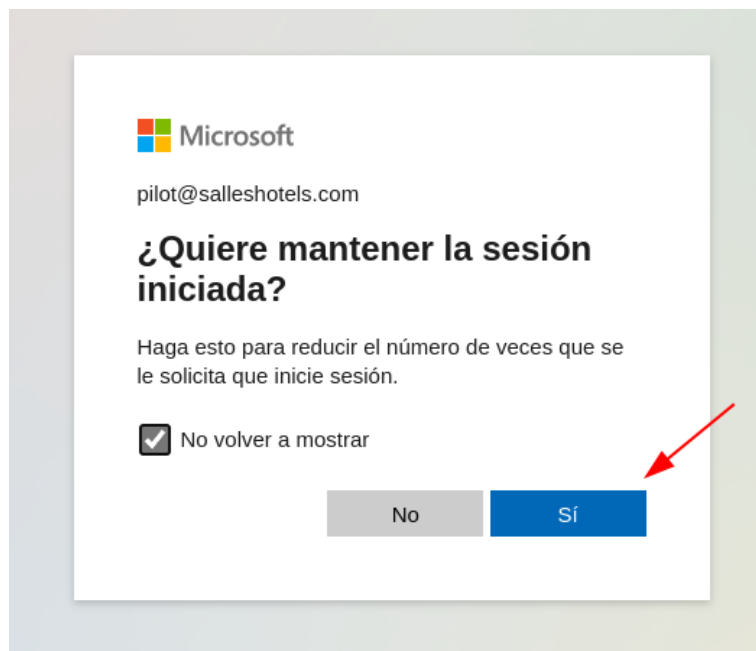 Microsoft
pilot@salleshotels.com
¿Quiere mantener la sesión
iniciada?
Haga esto para reducir el número de veces que se
le solicita que inicie sesión.
No volver a mostrar
No
Sí